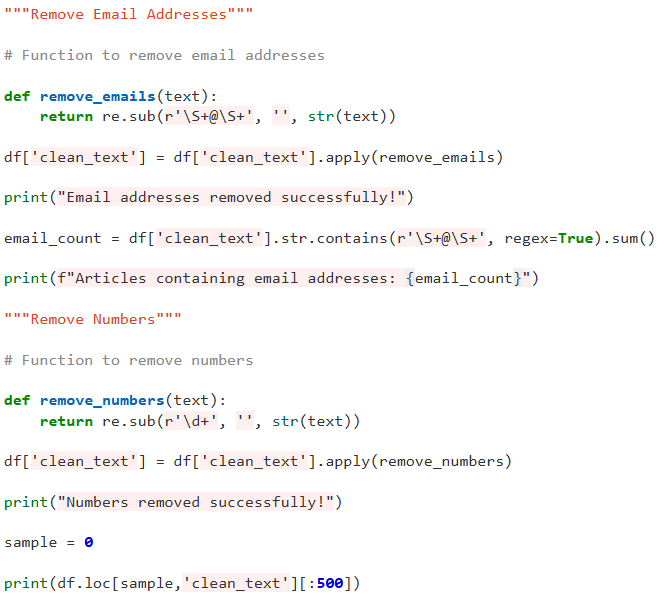 """Remove Email Addresses"""
# Function to remove email addresses
def remove_emails(text):
    return re.sub(r'\S+@\S+', '', str(text))
df['clean_text'] = df['clean_text'].apply(remove_emails)
print("Email addresses removed successfully!")
email_count = df['clean_text'].str.contains(r'\S+@\S+', regex=True).sum()
print(f"Articles containing email addresses: {email_count}")
"""Remove Numbers"""
# Function to remove numbers
def remove_numbers(text):
    return re.sub(r'\d+', '', str(text))
df['clean_text'] = df['clean_text'].apply(remove_numbers)
print("Numbers removed successfully!")
sample = 0
print(df.loc[sample,'clean_text'][:500])